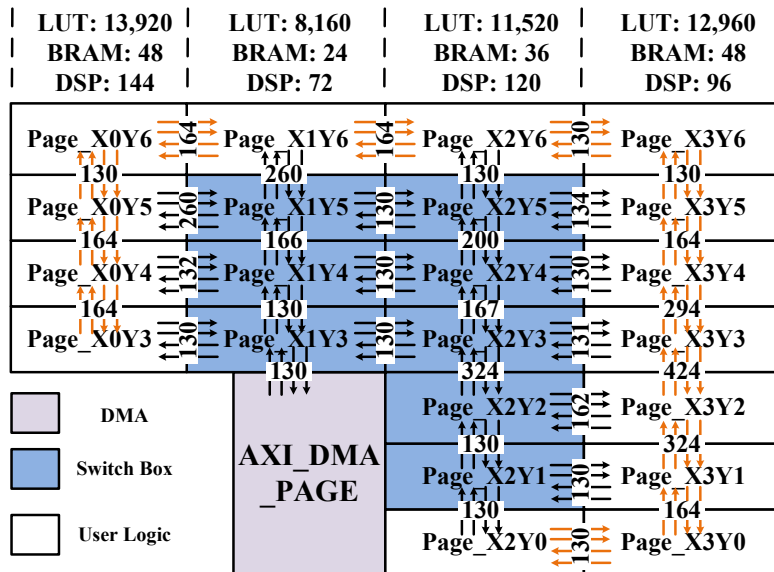 LUT: 13,920 LUT: 8,160 LUT: 11,520 LUT: 12,960
BRAM: 48 BRAM: 24 BRAM: 36 BRAM: 48
DSP: 144 DSP: 72 DSP: 120 DSP: 96
Page_X0Y6 164 Page_X1Y6 164 Page_X2Y6 130 Page_X3Y6
130 260 130 130
Page_X0Y5 260 Page_X1Y5 130 Page_X2Y5 134 Page_X3Y5
164 166 200 164
Page_X0Y4 132 Page_X1Y4 130 Page_X2Y4 130 Page_X3Y4
164 130 167 294
Page_X0Y3 130 Page_X1Y3 130 Page_X2Y3 131 Page_X3Y3
130 324 424
Page_X2Y2 162 Page_X3Y2
130 324
Page_X2Y1 130 Page_X3Y1
130 164
Page_X2Y0 130 Page_X3Y0
AXI_DMA
_PAGE
DMA
Switch Box
User Logic